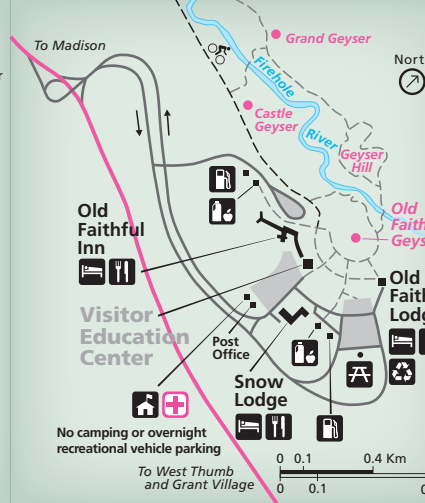 To Madison
Grand Geyser
Nort
Firehole
River
Castle
Geyser
Geyser
Hill
Old
Faithful
Inn
Old
Faith
Geys
Visitor
Education
Center
Old
Faith
Lodg
Post
Office
Snow
Lodge
No camping or overnight
recreational vehicle parking
To West Thumb
and Grant Village
0 0.1 0.4 Km
0 0.1